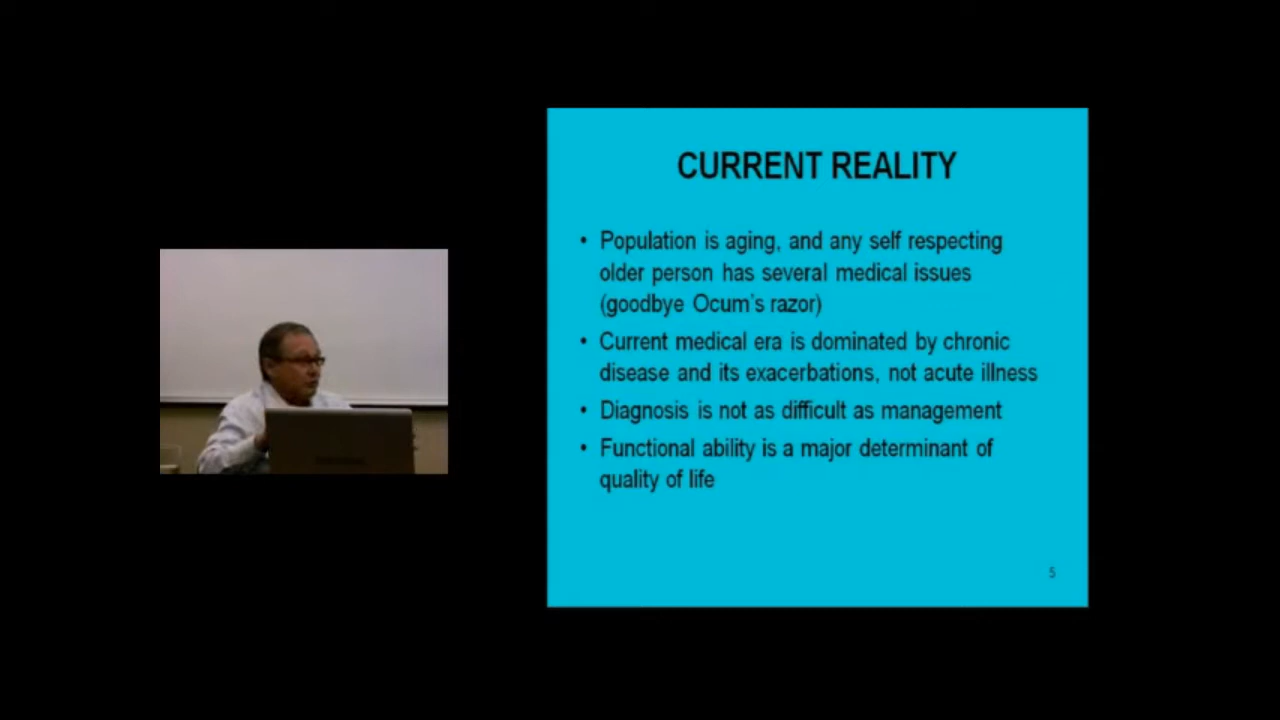 CURRENT REALITY
• Population is aging, and any self respecting
older person has several medical issues
(goodbye Ocum's razor)
• Current medical era is dominated by chronic
disease and its exacerbations, not acute illness
• Diagnosis is not as difficult as management
• Functional ability is a major determinant of
quality of life
5